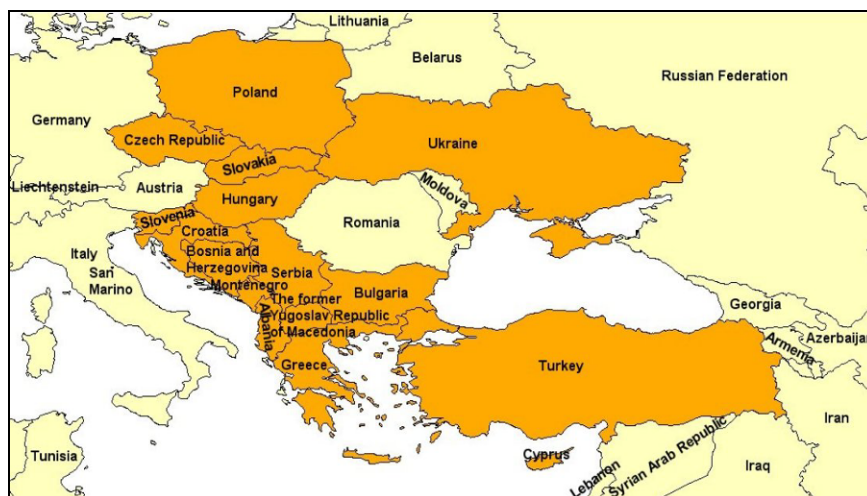 Lithuania
Belarus
Russian Federation
Poland
Germany
Ukraine
Czech Republic
Slovakia
Liechtenstein
Austria
Moldova
Hungary
Romania
Slovenia
Croatia
Italy
Bosnia and
Herzegovina
San
Marino
Serbia
Montenegro
Bulgaria
The former
Yugoslav Republic
of Macedonia
Albania
Georgia
Armenia
Azerbaijan
Greece
Turkey
Iran
Tunisia
Cyprus
Lebanon
Syrian Arab Republic
Iraq